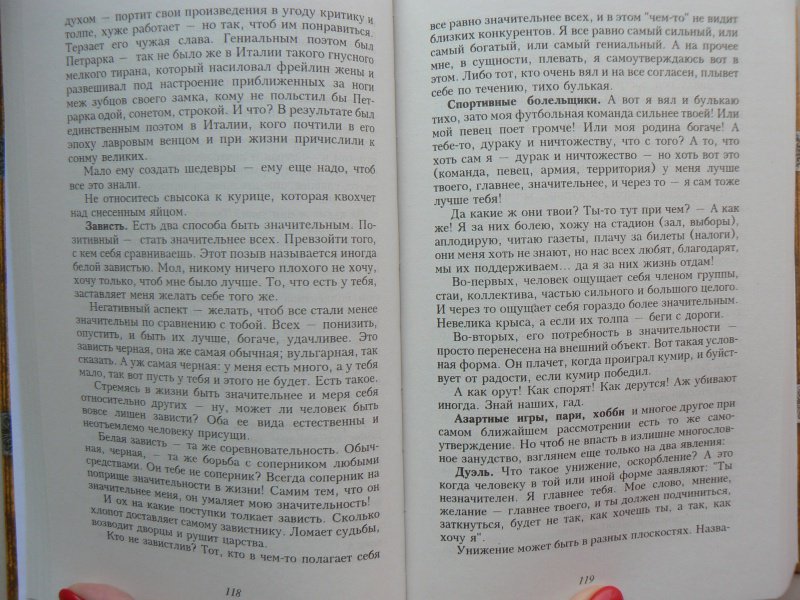 духом — портит свои произведения в угоду критику и
толпе, хуже работает — но так, чтоб им понравиться.
Терзает его чужая слава. Гениальным поэтом был
Петрарка — так не было же в Италии такого гнусного
мелкого тирана, который насиловал фрейлин жены и
развешивал под настроение приближенных за ноги
меж зубцов своего замка, кому не польстил бы Пет-
рарка одой, сонетом, строкой. И что? В результате был
единственным поэтом в Италии, кого почтили в его
эпоху лавровым венцом и при жизни причислили к
сонму великих.
Мало ему создать шедевры — ему еще надо, чтоб
все это знали.
Не относитесь свысока к курице, которая квохчет
над снесенным яйцом.
Зависть. Есть два способа быть значительным. По-
зитивный — стать значительнее всех. Превзойти того,
с кем себя сравниваешь. Этот позыв называется иногда
белой завистью. Мол, никому ничего плохого не хочу,
хочу только, чтоб мне было лучше. То, что есть у тебя,
заставляет меня желать себе того же.
Негативный аспект — желать, чтоб все стали менее
значительны по сравнению с тобой. Всех — понизить,
опустить, и быть их лучше, богаче, удачливее. Это
зависть черная, она же самая обычная; вульгарная, так
сказать. А уж самая черная: у меня есть много, а у тебя
мало, так вот пусть у тебя и этого не будет. Есть такое.
Стремясь в жизни быть значительнее и меря себя
относительно других — ну, может ли человек быть
вовсе лишен зависти? Оба ее вида естественны и
неотъемлемо человеку присущи.
Белая зависть — та же соревновательность. Обыч-
ная, черная, — та же борьба с соперником любыми
средствами. Он тебе не соперник? Всегда соперник на
поприще значительности в жизни! Самим тем, что он
значительнее меня, он умаляет мою значительность!
И ох на какие поступки толкает зависть. Сколько
хлопот доставляет самому завистнику. Ломает судьбы,
возводит дворцы и рушит царства.
Кто не завистлив? Тот, кто в чем-то полагает себя
118
все равно значительнее всех, и в этом "чем-то" не видит
близких конкурентов. Я все равно самый сильный, или
самый богатый, или самый гениальный. А на прочее
мне, в сущности, плевать, я самоутверждаюсь вот в
этом. Либо тот, кто очень вял и на все согласен, плывет
себе по течению, тихо булькая.
Спортивные болельщики. А вот я вял и булькаю
тихо, зато моя футбольная команда сильнее твоей! Или
мой певец поет громче! Или моя родина богаче! А
тебе-то, дураку и ничтожеству, что с того? А то, что
хоть сам я — дурак и ничтожество — но хоть вот это
(команда, певец, армия, территория) у меня лучше
твоего, главнее, значительнее, и через то — я сам тоже
лучше тебя!
Да какие ж они твои? Ты-то тут при чем? — А как
же! Я за них болею, хожу на стадион (зал, выборы),
аплодирую, читаю газеты, плачу за билеты (налоги),
они меня хоть не знают, но нас всех любят, благодарят,
мы их поддерживаем... да я за них жизнь отдам!
Во-первых, человек ощущает себя членом группы,
стаи, коллектива, частью сильного и большого целого.
И через то ощущает себя гораздо более значительным.
Невелика крыса, а если их толпа — беги с дороги.
Во-вторых, его потребность в значительности —
просто перенесена на внешний объект. Вот такая услов-
ная форма. Он плачет, когда проиграл кумир, и буйст-
вует от радости, если кумир победил.
А как орут! Как спорят! Как дерутся! Аж убивают
иногда. Знай наших, гад.
Азартные игры, пари, хобби и многое другое при
самом ближайшем рассмотрении есть то же само-
утверждение. Но чтоб не впасть в излишне многослов-
ное занудство, взглянем еще только на два явления:
Дуэль. Что такое унижение, оскорбление? А это
когда человеку в той или иной форме заявляют: "Ты
незначителен. Я главнее тебя. Мое слово, мнение,
желание — главнее твоего, и ты должен подчиниться,
заткнуться, будет не так, как хочешь ты, а так, как
хочу я".
Унижение может быть в разных плоскостях. Назва-
119